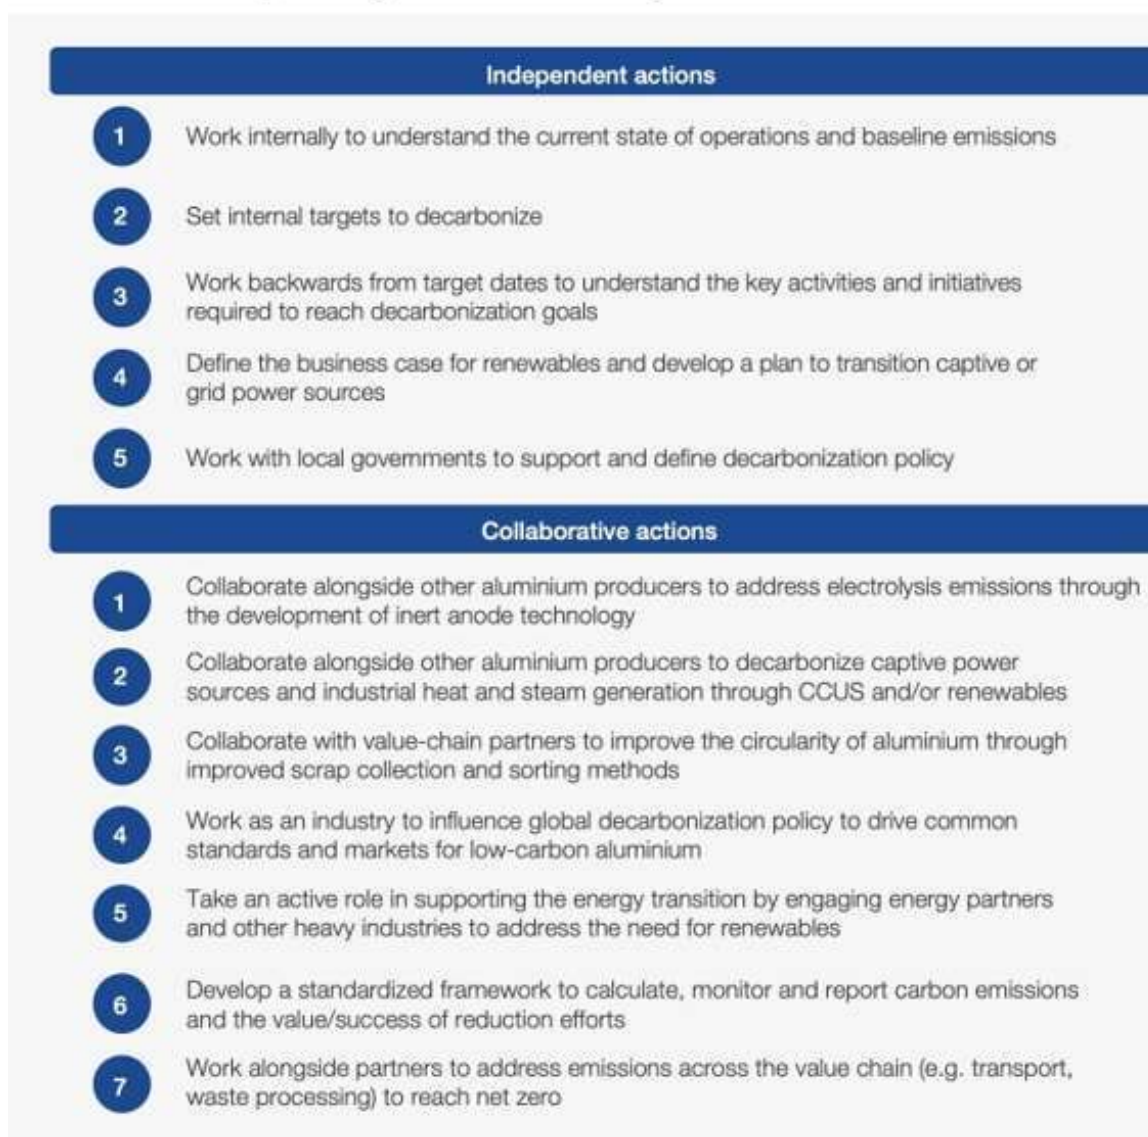 Independent actions
1
Work internally to understand the current state of operations and baseline emissions
2
Set internal targets to decarbonize
3
Work backwards from target dates to understand the key activities and initiatives
required to reach decarbonization goals
4
Define the business case for renewables and develop a plan to transition captive or
grid power sources
5
Work with local governments to support and define decarbonization policy
Collaborative actions
1
Collaborate alongside other aluminium producers to address electrolysis emissions through
the development of inert anode technology
2
Collaborate alongside other aluminium producers to decarbonize captive power
sources and industrial heat and steam generation through CCUS and/or renewables
3
Collaborate with value-chain partners to improve the circularity of aluminium through
improved scrap collection and sorting methods
4
Work as an industry to influence global decarbonization policy to drive common
standards and markets for low-carbon aluminium
5
Take an active role in supporting the energy transition by engaging energy partners
and other heavy industries to address the need for renewables
6
Develop a standardized framework to calculate, monitor and report carbon emissions
and the value/success of reduction efforts
7
Work alongside partners to address emissions across the value chain (e.g. transport,
waste processing) to reach net zero